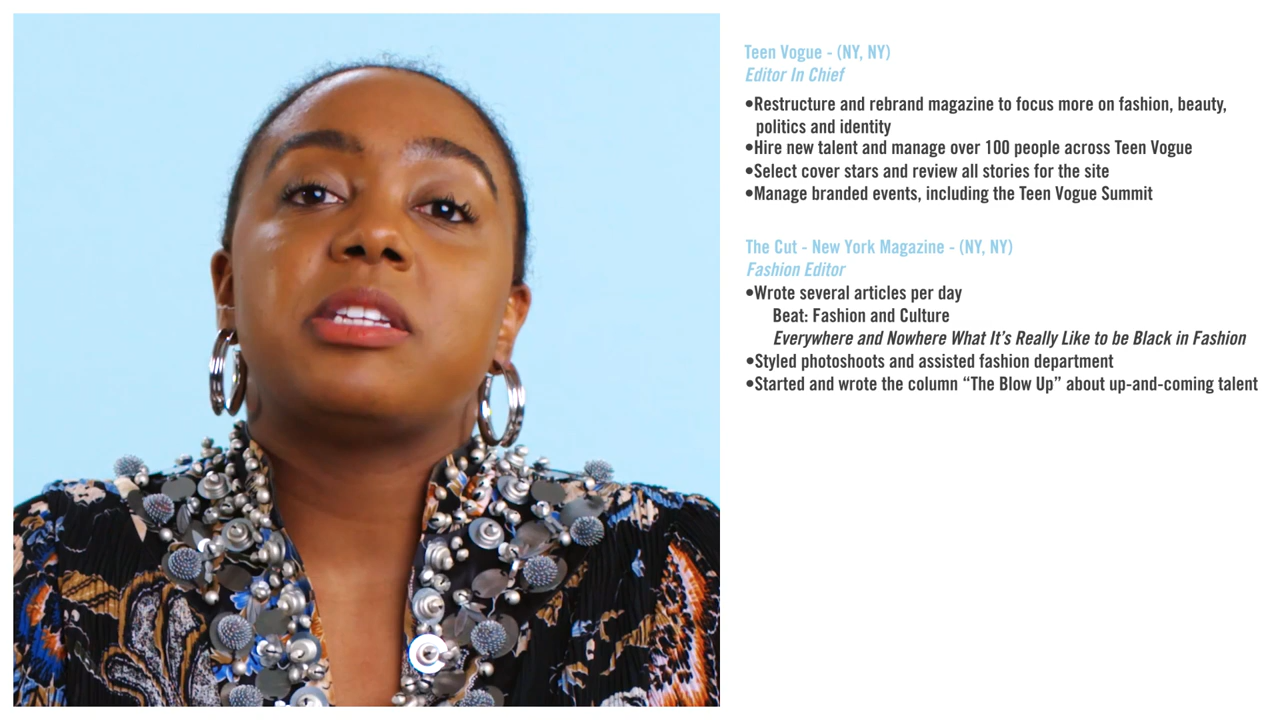 Teen Vogue - (NY, NY)
Editor In Chief
•Restructure and rebrand magazine to focus more on fashion, beauty,
politics and identity
•Hire new talent and manage over 100 people across Teen Vogue
•Select cover stars and review all stories for the site
•Manage branded events, including the Teen Vogue Summit
The Cut - New York Magazine - (NY, NY)
Fashion Editor
•Wrote several articles per day
Beat: Fashion and Culture
Everywhere and Nowhere What It's Really Like to be Black in Fashion
•Styled photoshoots and assisted fashion department
•Started and wrote the column “The Blow Up” about up-and-coming talent